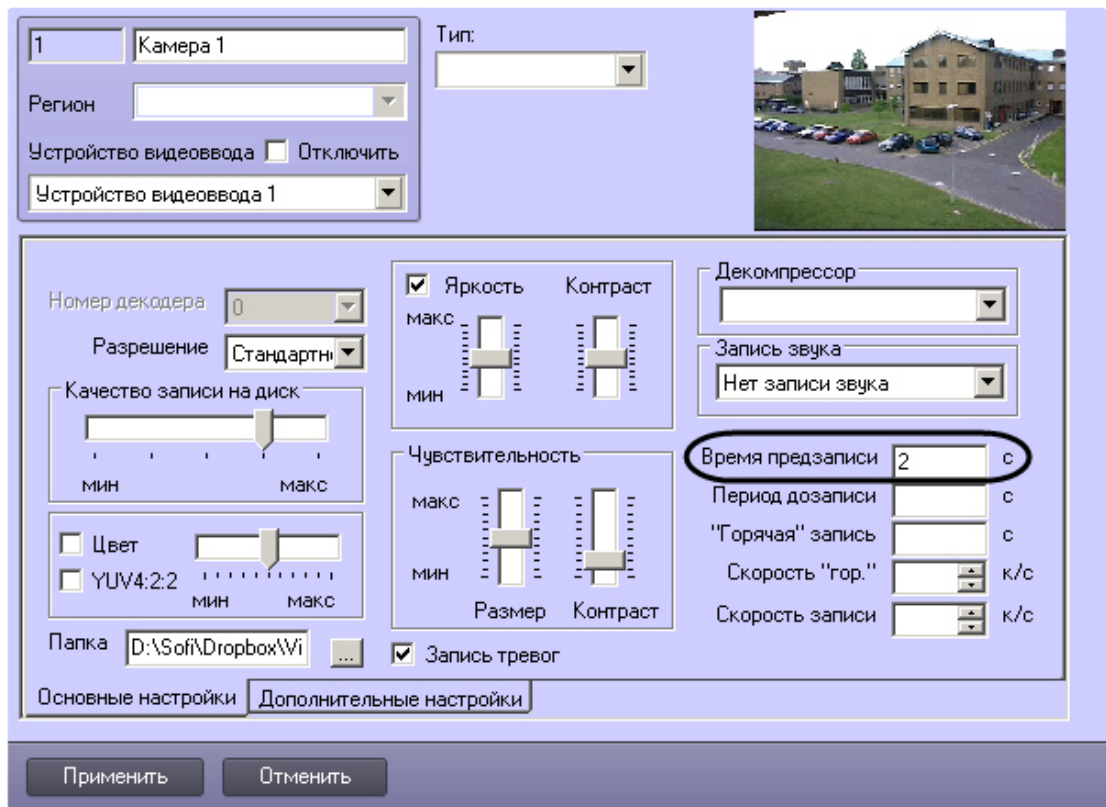 1
Камера 1
Тип:
Регион
Устройство видеоввода
Отключить
Устройство видеоввода 1
Номер декодера
0
Разрешение
Стандартн
Качество записи на диск
мин
макс
Цвет
YUV4:2:2
мин
макс
Папка
D:\Sofi\Dropbox\Vi
...
Яркость
Контраст
макс
мин
Чувствительность
макс
мин
Размер
Контраст
Запись тревог
Декомпрессор
Запись звука
Нет записи звука
Время предзаписи 2 с
Период дозаписи с
"Горячая" запись с
Скорость "гор." к/с
Скорость записи к/с
Основные настройки
Дополнительные настройки
Применить
Отменить